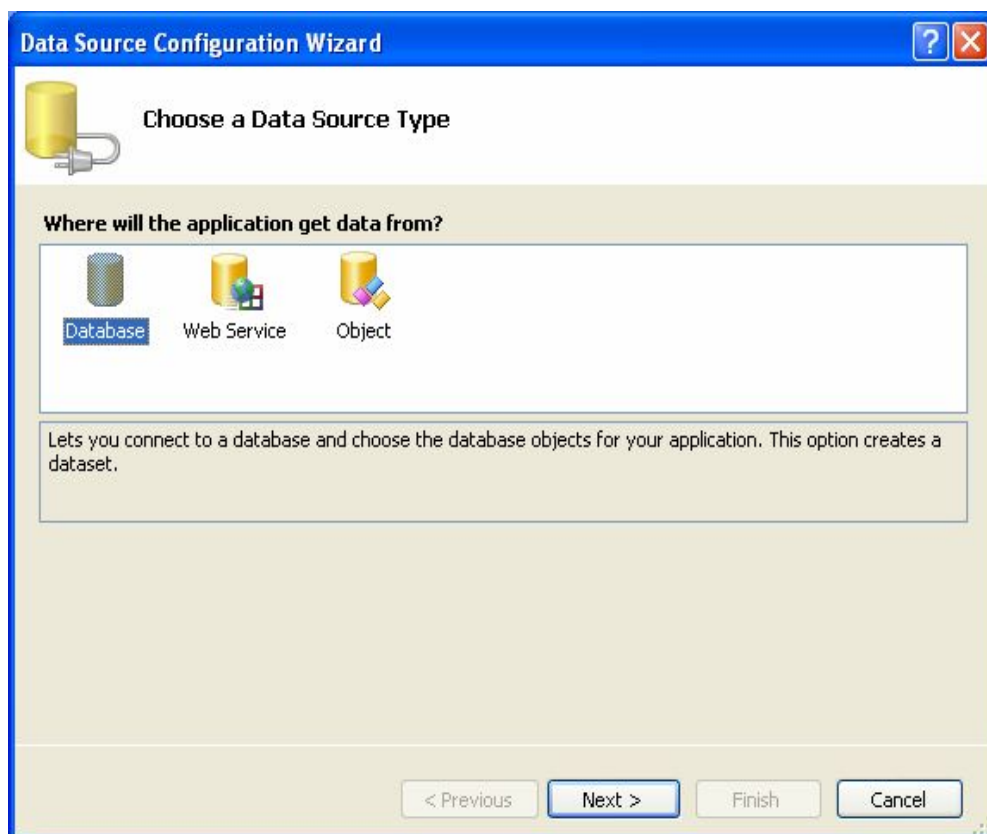 Data Source Configuration Wizard
Choose a Data Source Type
Where will the application get data from?
Database Web Service Object
Lets you connect to a database and choose the database objects for your application. This option creates a
dataset.
< Previous Next > Finish Cancel